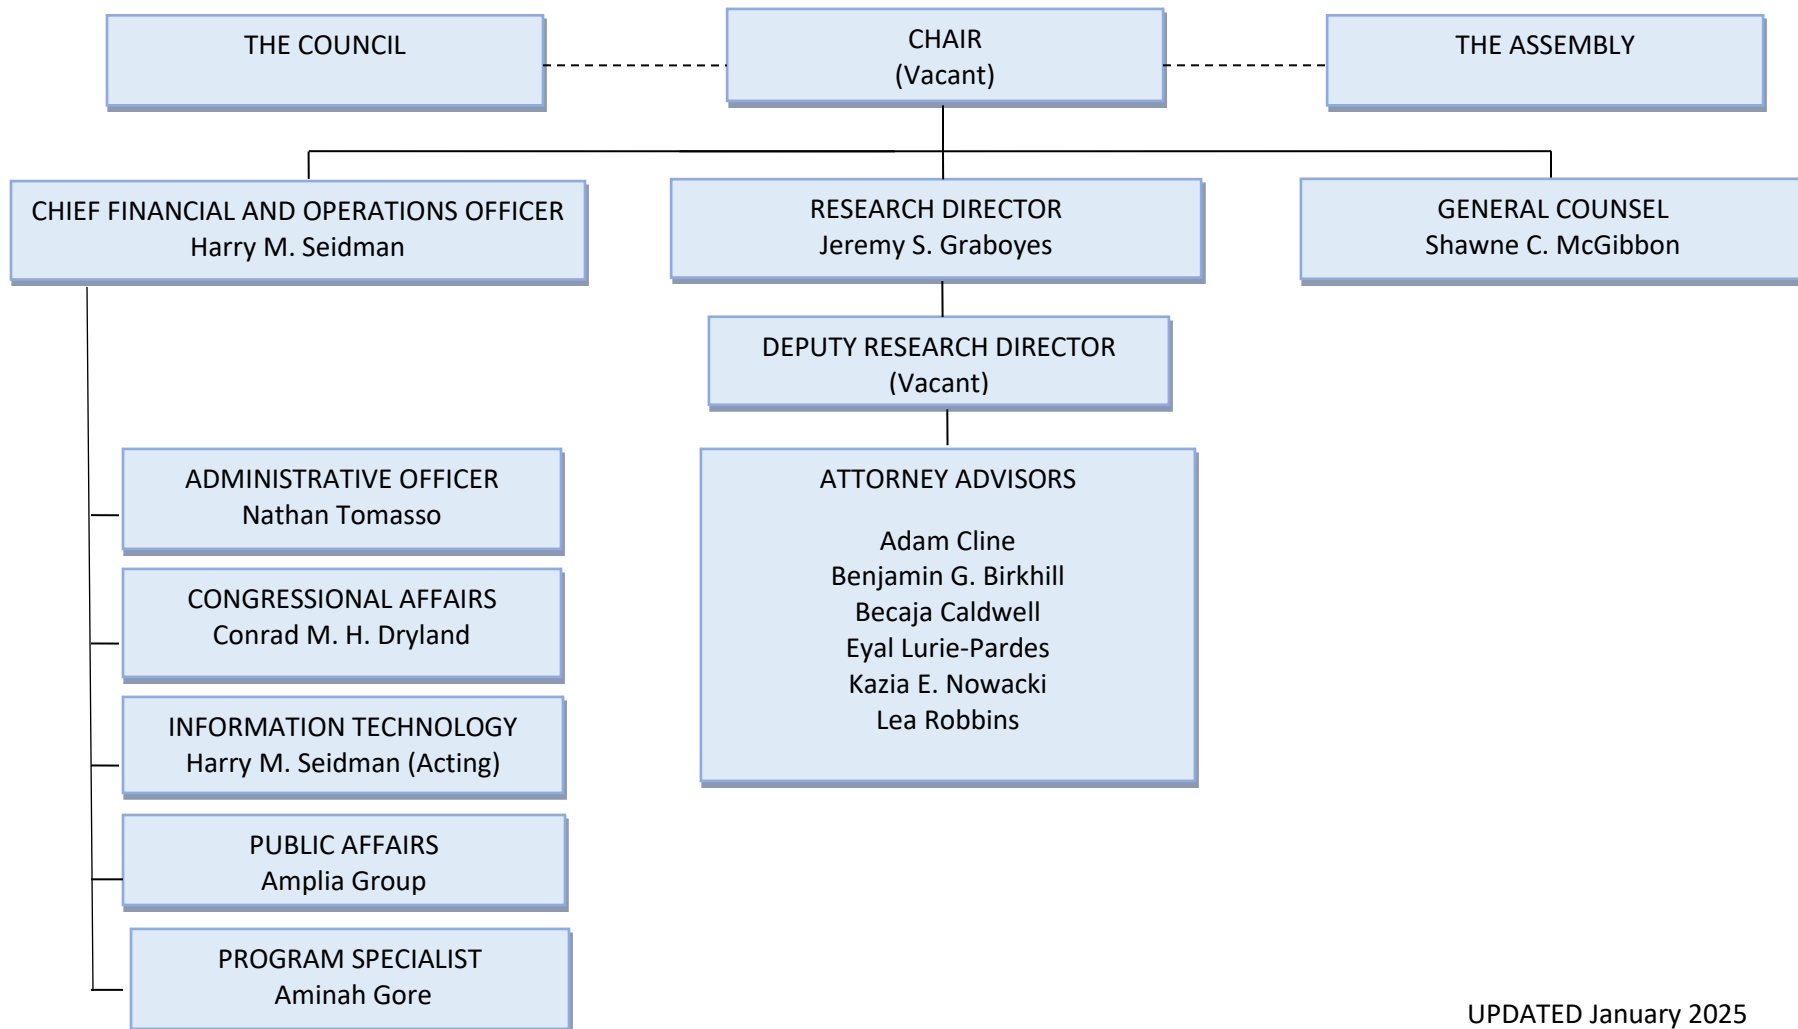 THE COUNCIL
CHAIR
(Vacant)
THE ASSEMBLY
CHIEF FINANCIAL AND OPERATIONS OFFICER
Harry M. Seidman
RESEARCH DIRECTOR
Jeremy S. Graboyes
GENERAL COUNSEL
Shawne C. McGibbon
DEPUTY RESEARCH DIRECTOR
(Vacant)
ADMINISTRATIVE OFFICER
Nathan Tomasso
CONGRESSIONAL AFFAIRS
Conrad M. H. Dryland
INFORMATION TECHNOLOGY
Harry M. Seidman (Acting)
PUBLIC AFFAIRS
Amplia Group
PROGRAM SPECIALIST
Aminah Gore
ATTORNEY ADVISORS
Adam Cline
Benjamin G. Birkhill
Becaja Caldwell
Eyal Lurie-Pardes
Kazia E. Nowacki
Lea Robbins
UPDATED January 2025